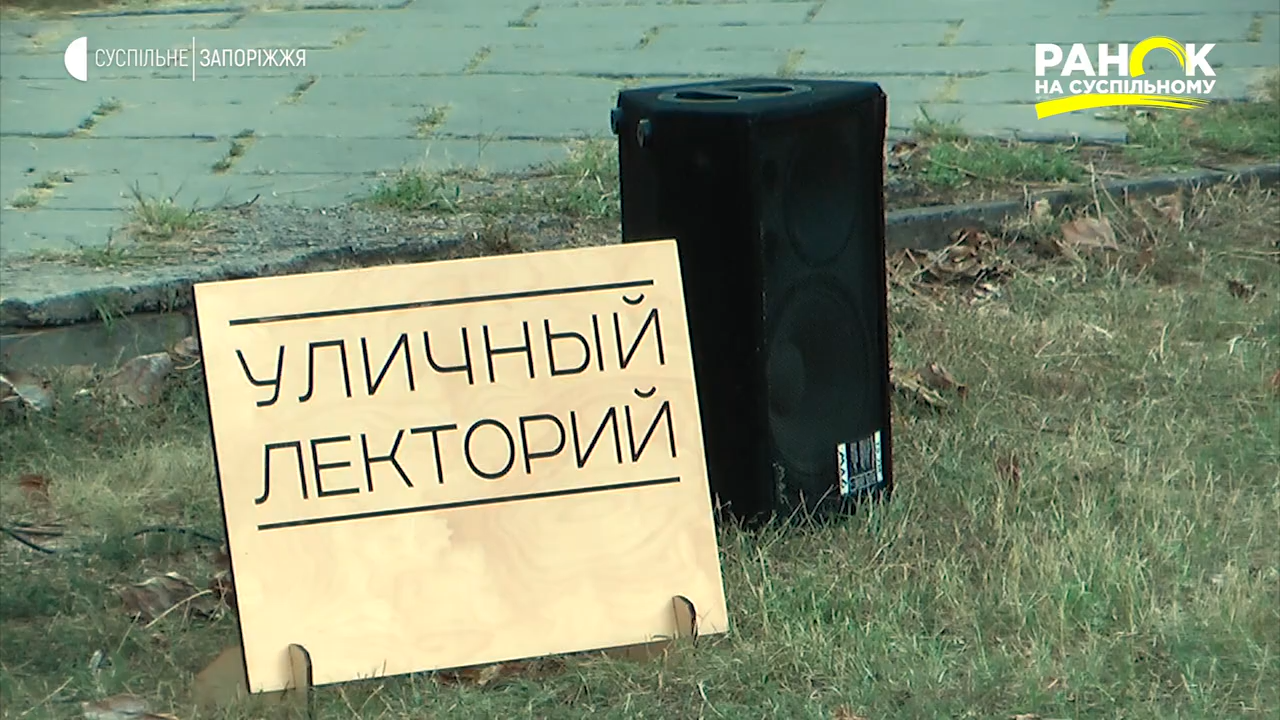 СУСПІЛЬНЕ | ЗАПОРІЖЖЯ
РАНОК
НА СУСПІЛЬНОМУ
УЛИЧНЫЙ
ЛЕКТОРИЙ